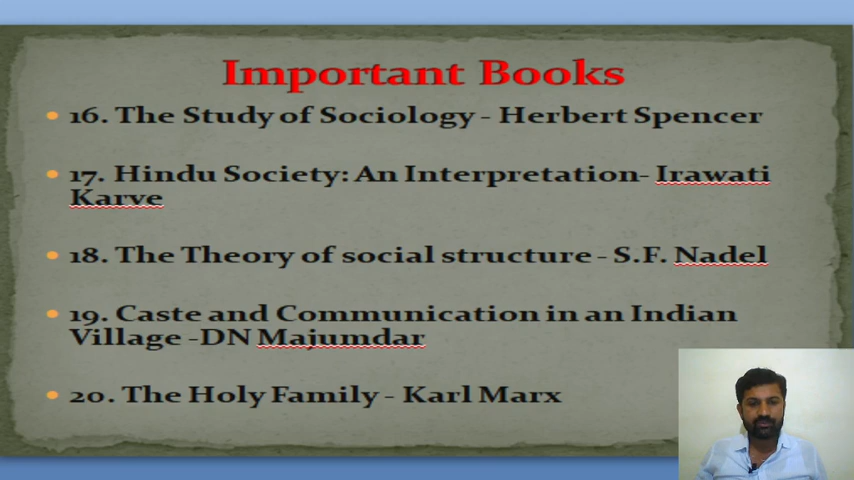 Important Books
16. The Study of Sociology - Herbert Spencer
17. Hindu Society: An Interpretation- Irawati
Karve
18. The Theory of social structure - S.F. Nadel
19. Caste and Communication in an Indian
Village -DN Majumdar
20. The Holy Family - Karl Marx